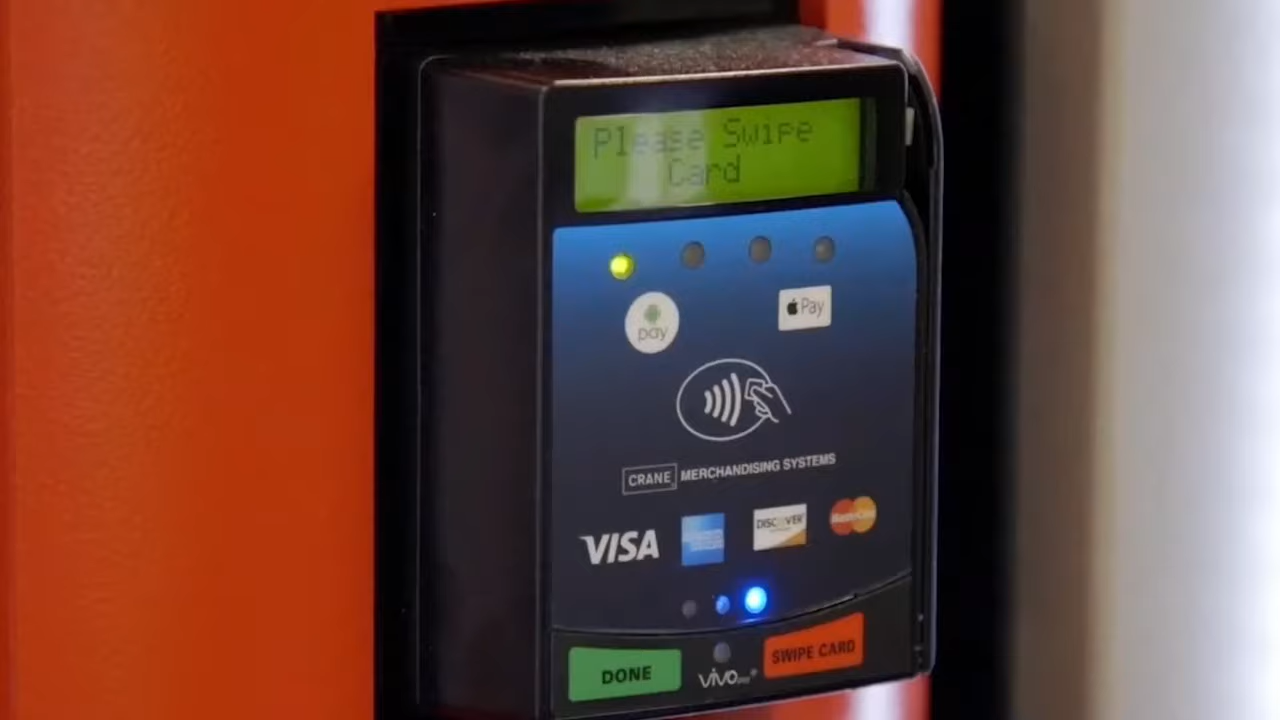 Please Swipe
Card
pay
Pay
CRANE MERCHANDISING SYSTEMS
VISA
DISCOVER
MasterCard
DONE
vivopay
SWIPE CARD